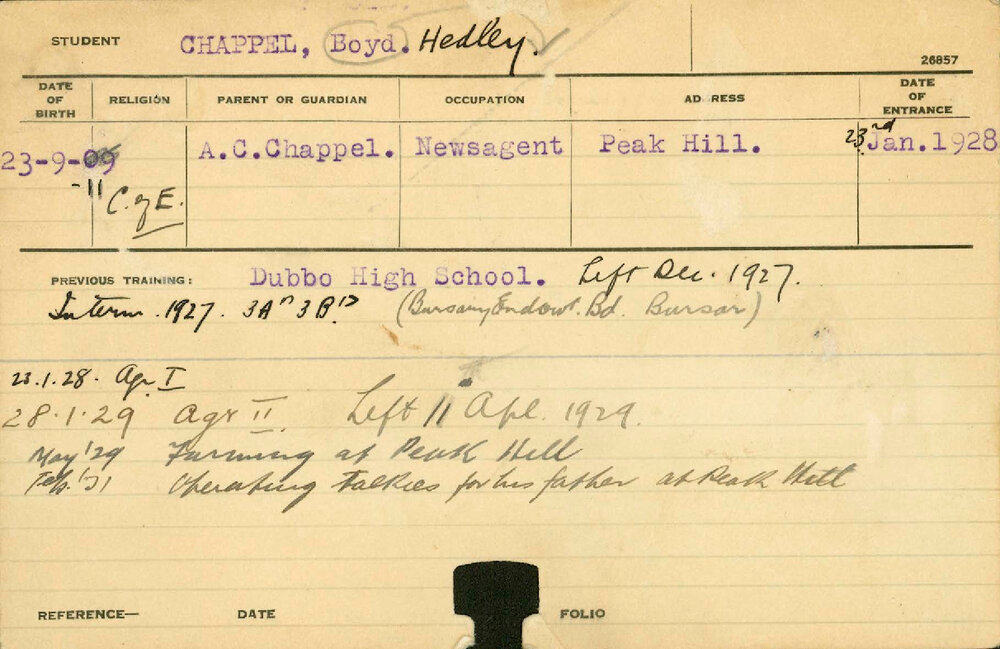 STUDENT CHAPPEL, Boyd. Hedley.
26857
DATE OF BIRTH RELIGION PARENT OR GUARDIAN OCCUPATION AD RESS DATE OF ENTRANCE
23-9-09 A.C.Chappel. Newsagent Peak Hill. 23rd Jan. 1928
-11 C. of E.
PREVIOUS TRAINING: Dubbo High School. Left Dec. 1927.
Interm. 1927. 3A's 3B's (Bursary Endowt. Bd. Bursar)
23.1.28. Agr I
28.1.29 Agr II. Left 11 Apl. 1929.
May '29 Farming at Peak Hill
Feb. '31 Operating talkies for his father at Peak Hill
REFERENCE— DATE FOLIO